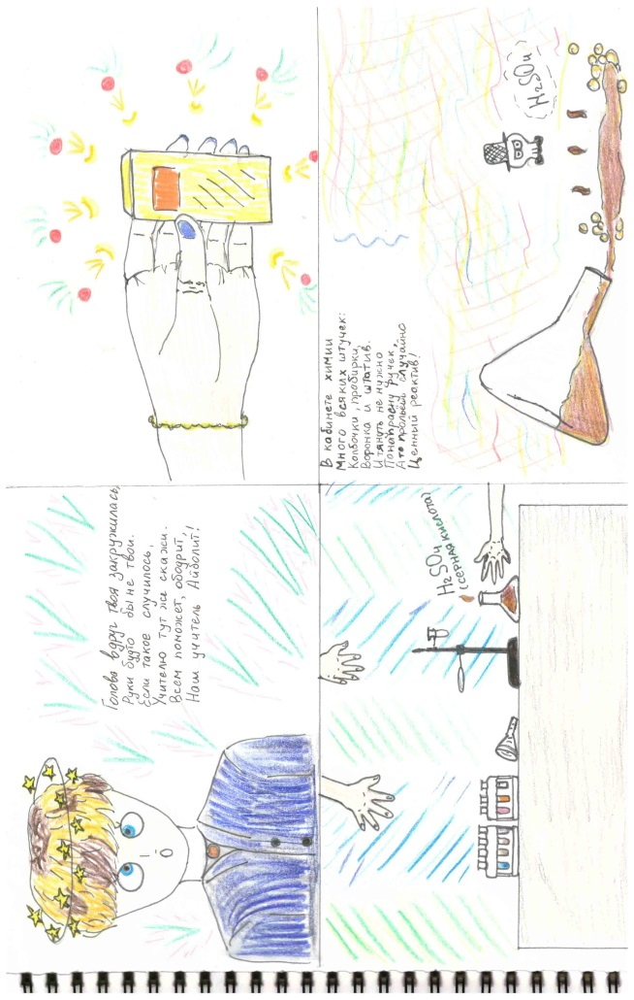 Голова вдруг твоя закружилась,
Руки будто бы не твои.
Если такое случилось,
Учителю тут же скажи.
Всем поможет, ободрит,
Наш учитель Айболит!
В кабинете химии
Много всяких штучек:
Колбочки, пробирки,
Воронка и штатив.
И тянуть не нужно
Понапрасну ручек,
А то прольёшь случайно
Ценный реактив!
H2SO4
(серная кислота)
H2SO4